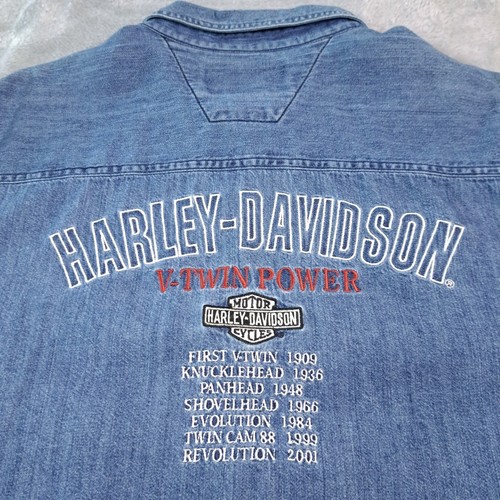 HARLEY-DAVIDSON®
V-TWIN POWER
MOTOR
HARLEY-DAVIDSON
CYCLES
FIRST V-TWIN 1909
KNUCKLEHEAD 1936
PANHEAD 1948
SHOVELHEAD 1966
EVOLUTION 1984
TWIN CAM 88 1999
REVOLUTION 2001